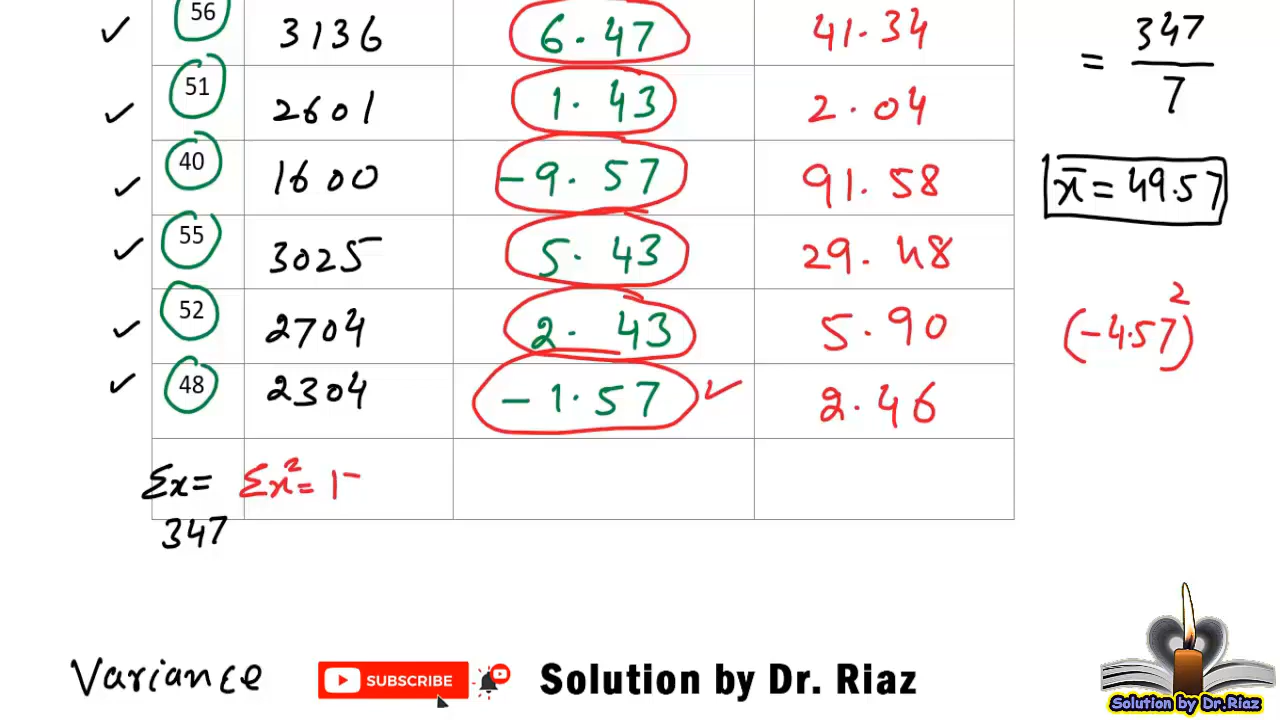 ✓ 56 3136 6.47 41.34
✓ 51 2601 1.43 2.04
✓ 40 1600 -9.57 91.58
✓ 55 3025 5.43 29.48
✓ 52 2704 2.43 5.90
✓ 48 2304 -1.57 ✓ 2.46
Σx= Σx²= 1
347
= 347/7
x̄ = 49.57
(-4.57)²
Variance
SUBSCRIBE
Solution by Dr. Riaz
Solution by Dr.Riaz